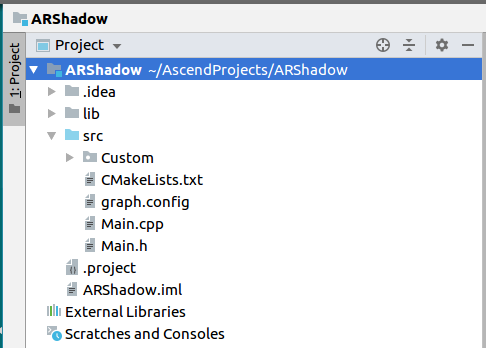 ARShadow
1: Project
Project
ARShadow ~/AscendProjects/ARShadow
.idea
lib
src
Custom
CMakeLists.txt
graph.config
Main.cpp
Main.h
.project
ARShadow.iml
External Libraries
Scratches and Consoles